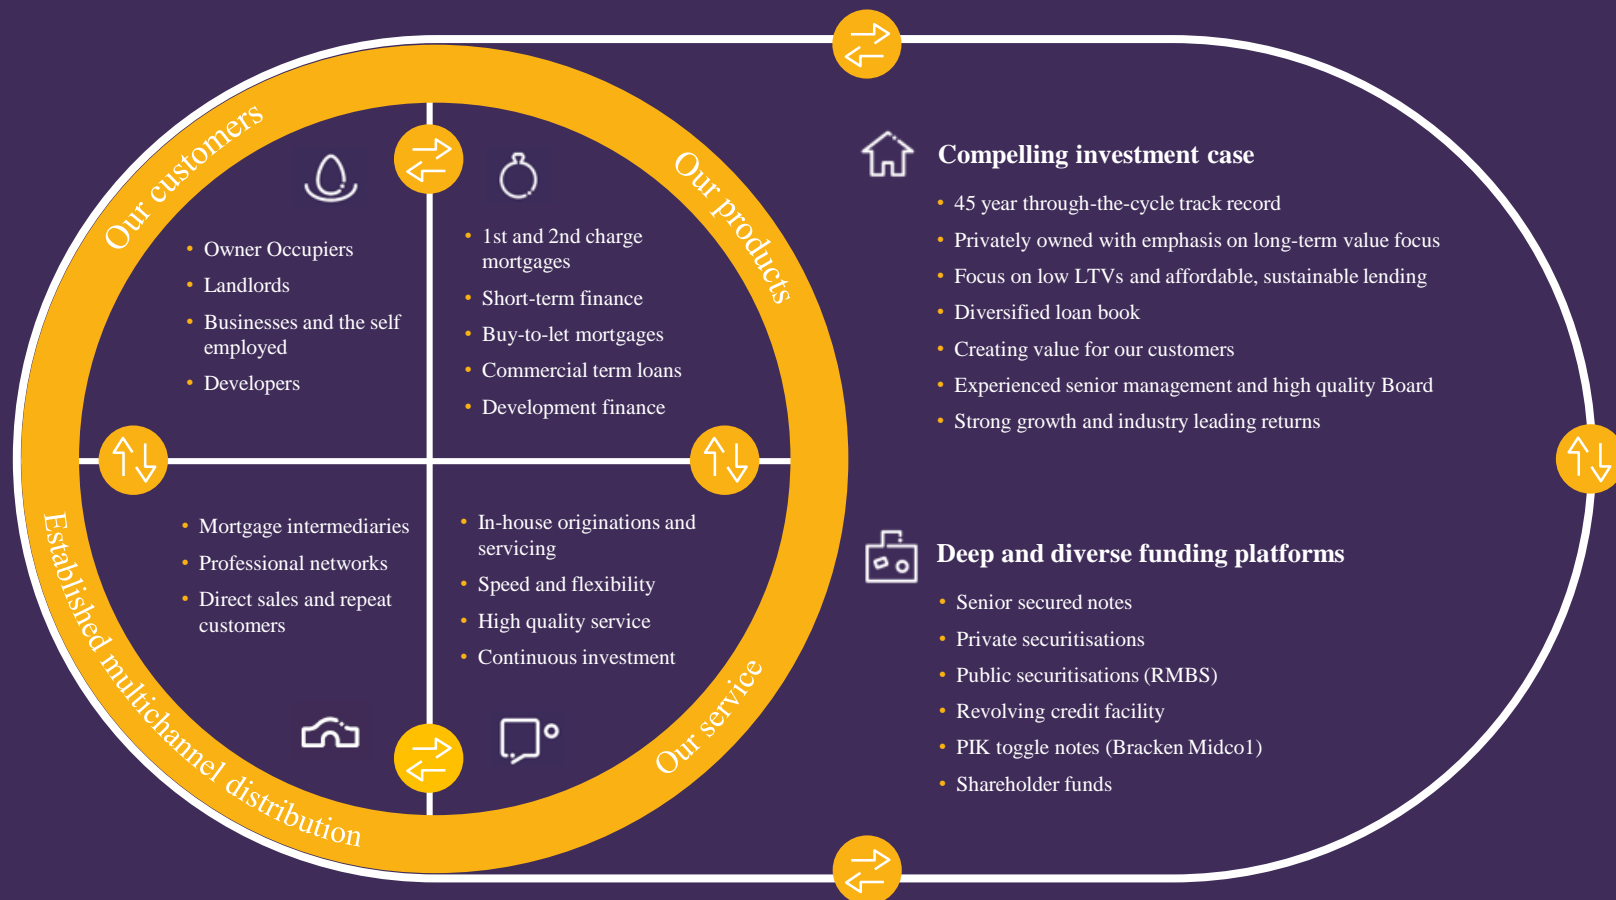 Our customers
• Owner Occupiers
• Landlords
• Businesses and the self
employed
• Developers
Our products
• 1st and 2nd charge
mortgages
• Short-term finance
• Buy-to-let mortgages
• Commercial term loans
• Development finance
Established multichannel distribution
• Mortgage intermediaries
• Professional networks
• Direct sales and repeat
customers
Our service
• In-house originations and
servicing
• Speed and flexibility
• High quality service
• Continuous investment
Compelling investment case
• 45 year through-the-cycle track record
• Privately owned with emphasis on long-term value focus
• Focus on low LTVs and affordable, sustainable lending
• Diversified loan book
• Creating value for our customers
• Experienced senior management and high quality Board
• Strong growth and industry leading returns
Deep and diverse funding platforms
• Senior secured notes
• Private securitisations
• Public securitisations (RMBS)
• Revolving credit facility
• PIK toggle notes (Bracken Midco1)
• Shareholder funds